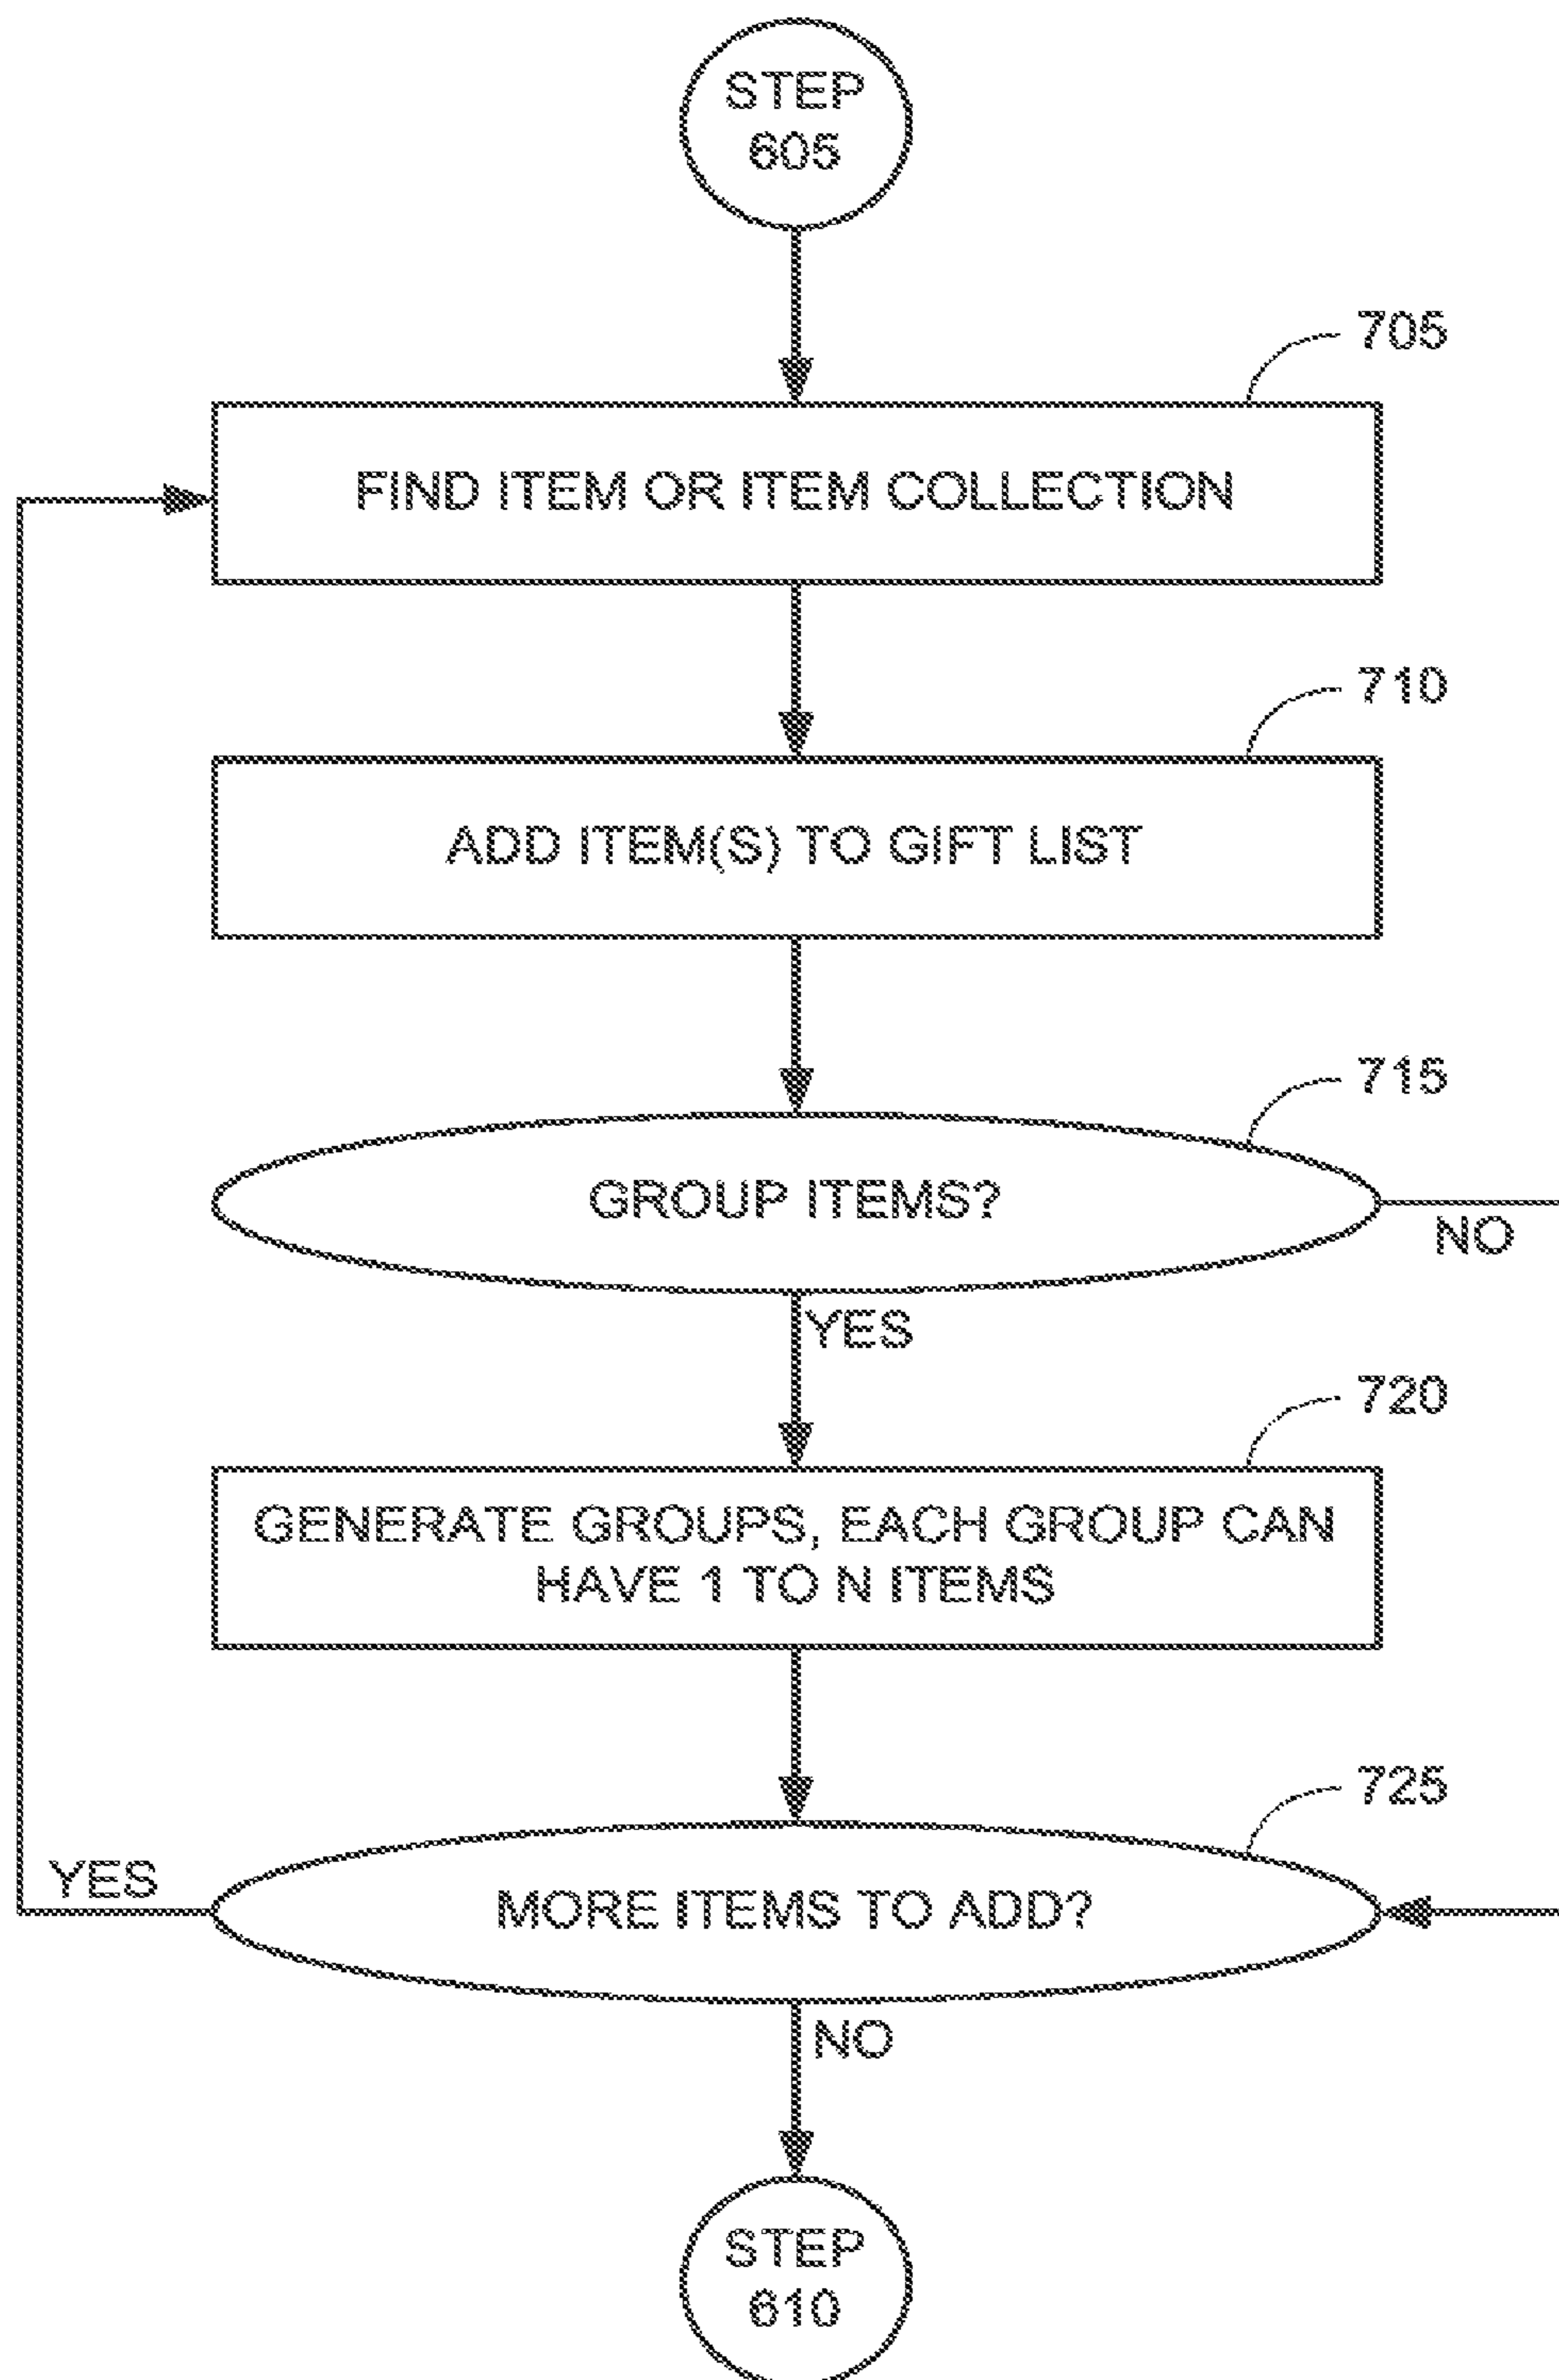 STEP
605
705
FIND ITEM OR ITEM COLLECTION
710
ADD ITEM(S) TO GIFT LIST
715
GROUP ITEMS?
NO
YES
720
GENERATE GROUPS, EACH GROUP CAN
HAVE 1 TO N ITEMS
725
YES
MORE ITEMS TO ADD?
NO
STEP
610